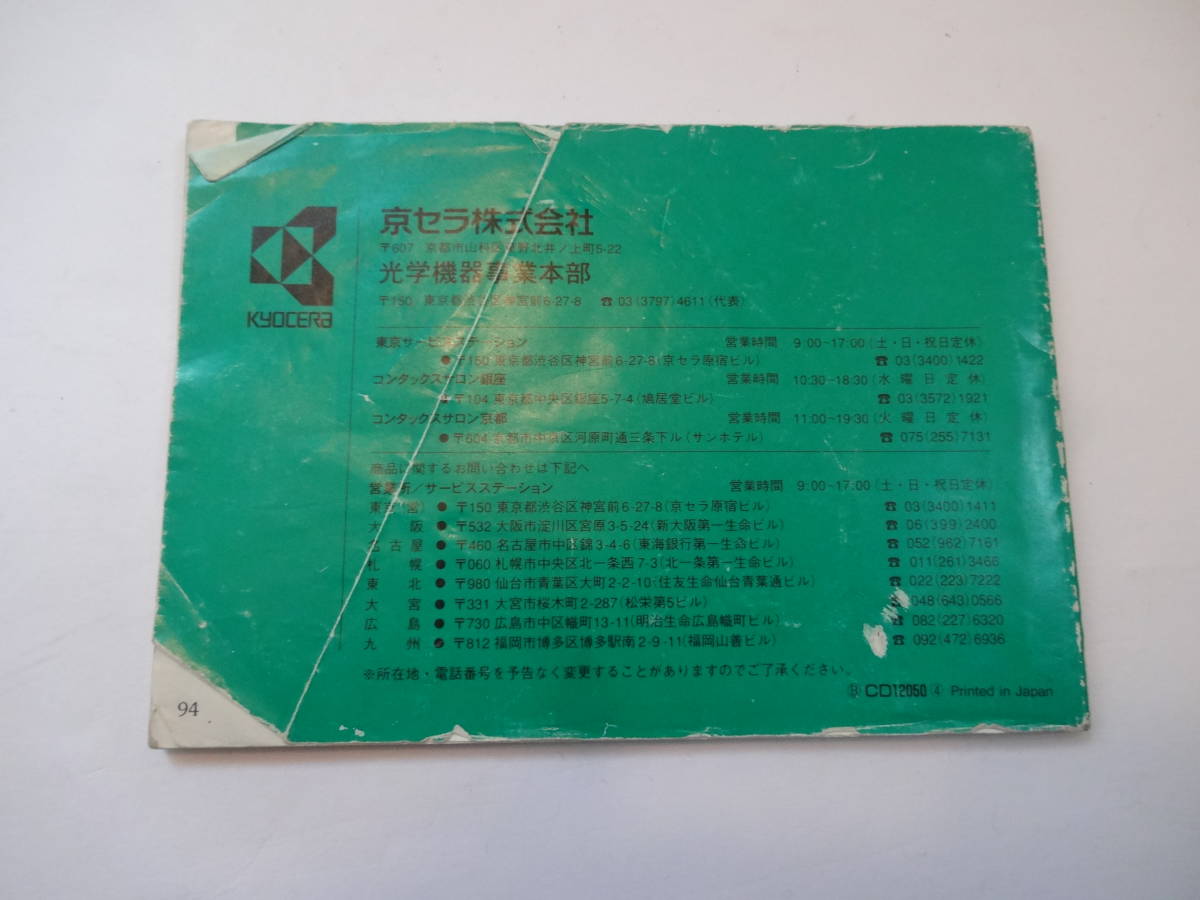 KYOCERA
京セラ株式会社
〒607 京都市山科区東野北井ノ上町5-22
光学機器事業本部
〒150 東京都渋谷区神宮前6-27-8 ☎03(3797)4611(代表)
東京サービスステーション 営業時間 9:00~17:00(土・日・祝日定休)
●〒150 東京都渋谷区神宮前6-27-8(京セラ原宿ビル) ☎03(3400)1422
コンタックスサロン銀座 営業時間 10:30~18:30(水曜日定休)
●〒104 東京都中央区銀座5-7-4(鳩居堂ビル) ☎03(3572)1921
コンタックスサロン京都 営業時間 11:00~19:30(火曜日定休)
●〒604 京都市中京区河原町通三条下ル(サンホテル) ☎075(255)7131
商品に関するお問い合わせは下記へ
営業所/サービスステーション 営業時間 9:00~17:00(土・日・祝日定休)
東京(営) ●〒150 東京都渋谷区神宮前6-27-8(京セラ原宿ビル) ☎03(3400)1411
大阪 ●〒532 大阪市淀川区宮原3-5-24(新大阪第一生命ビル) ☎06(399)2400
名古屋 ●〒460 名古屋市中区錦3-4-6(東海銀行第一生命ビル) ☎052(962)7161
札幌 ●〒060 札幌市中央区北一条西7-3(北一条第一生命ビル) ☎011(261)3466
東北 ●〒980 仙台市青葉区大町2-2-10(住友生命仙台青葉通ビル) ☎022(223)7222
大宮 ●〒331 大宮市桜木町2-287(松栄第5ビル) ☎048(643)0566
広島 ●〒730 広島市中区幟町13-11(明治生命広島幟町ビル) ☎082(227)6320
九州 ●〒812 福岡市博多区博多駅南2-9-11(福岡山善ビル) ☎092(472)6936
※所在地・電話番号を予告なく変更することがありますのでご了承ください。
Ⓑ CD12050 ④ Printed in Japan
94